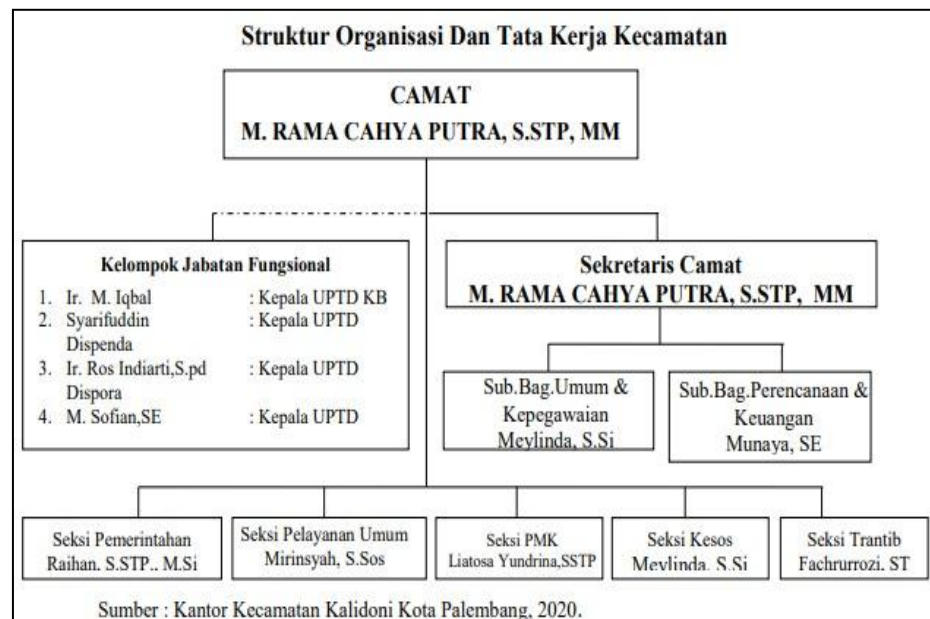 Struktur Organisasi Dan Tata Kerja Kecamatan
CAMAT
M. RAMA CAHYA PUTRA, S.STP, MM
Kelompok Jabatan Fungsional
1. Ir. M. Iqbal : Kepala UPTD KB
2. Syarifuddin : Kepala UPTD
Dispenda
3. Ir. Ros Indiarti,S.pd : Kepala UPTD
Dispora
4. M. Sofian,SE : Kepala UPTD
Sekretaris Camat
M. RAMA CAHYA PUTRA, S.STP, MM
Sub.Bag.Umum &
Kepegawaian
Meylinda, S.Si
Sub.Bag.Perencanaan &
Keuangan
Munaya, SE
Seksi Pemerintahan
Raihan. S.STP.. M.Si
Seksi Pelayanan Umum
Mirinsyah, S.Sos
Seksi PMK
Liatosa Yundrina,SSTP
Seksi Kesos
Meylinda. S.Si
Seksi Trantib
Fachrurrozi. ST
Sumber : Kantor Kecamatan Kalidoni Kota Palembang, 2020.